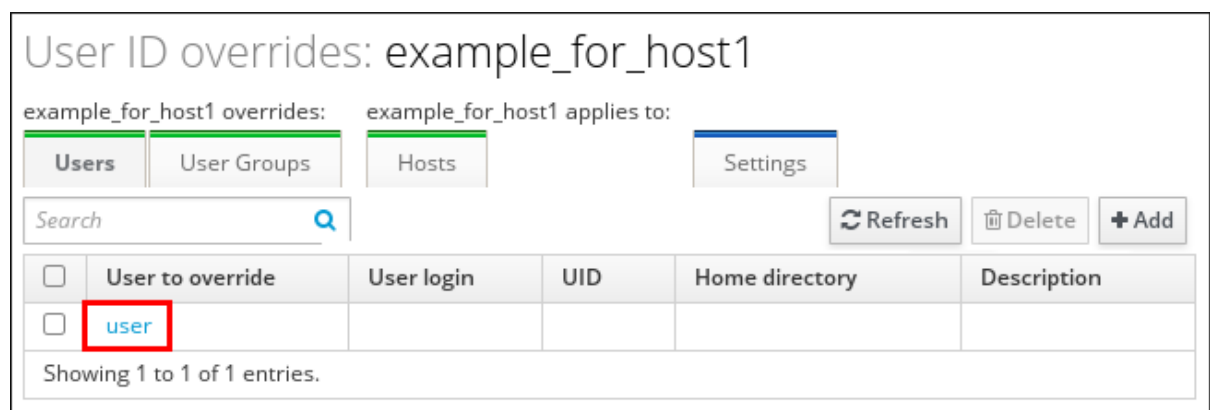 User ID overrides: example_for_host1
example_for_host1 overrides: example_for_host1 applies to:
Users User Groups Hosts Settings
Search Refresh Delete Add
User to override User login UID Home directory Description
user
Showing 1 to 1 of 1 entries.